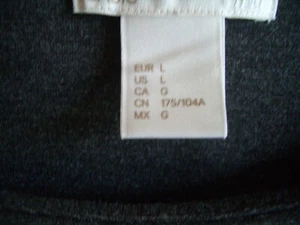 EUR L
US L
CA G
CN 175/104A
MX G